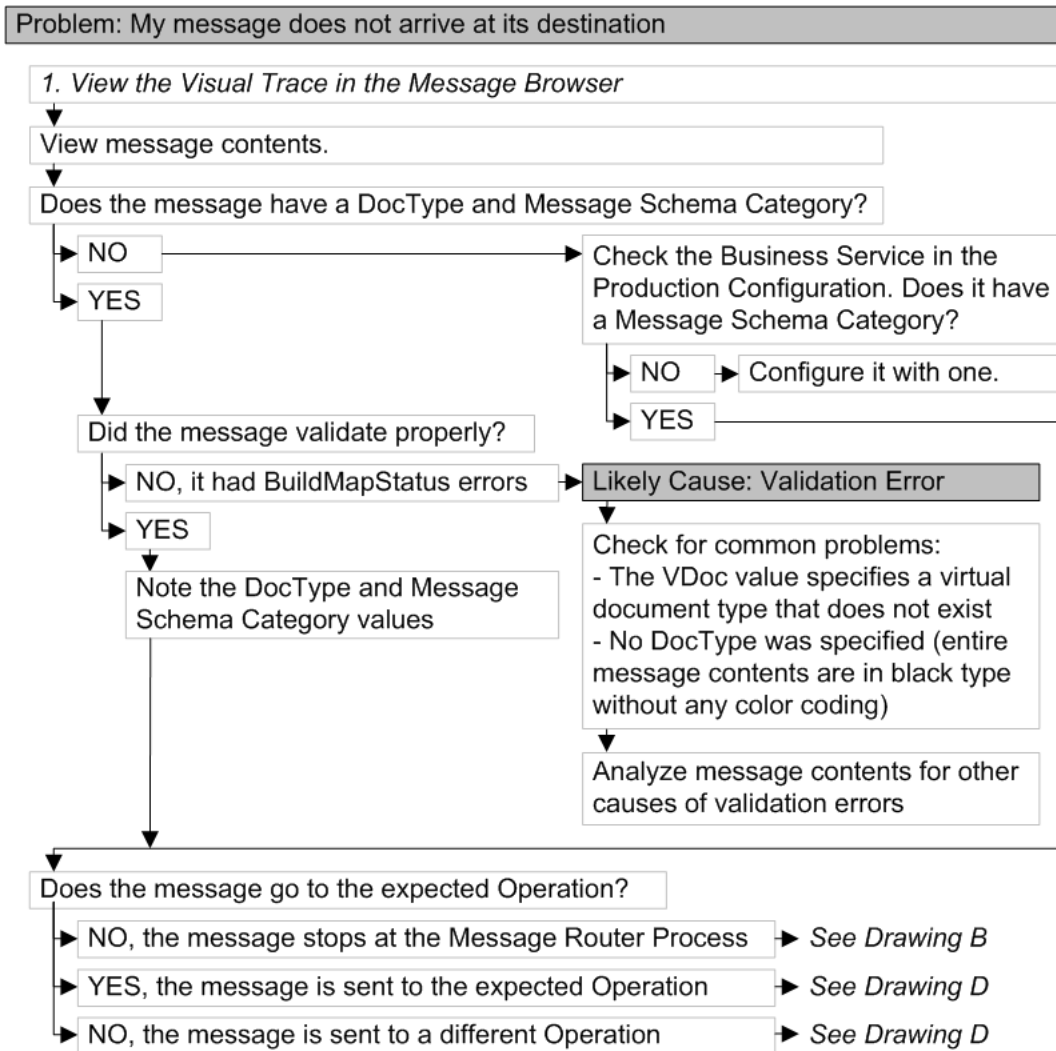 Problem: My message does not arrive at its destination
1. View the Visual Trace in the Message Browser
View message contents.
Does the message have a DocType and Message Schema Category?
NO
YES
Check the Business Service in the
Production Configuration. Does it have
a Message Schema Category?
NO
Configure it with one.
YES
Did the message validate properly?
NO, it had BuildMapStatus errors
Likely Cause: Validation Error
YES
Note the DocType and Message
Schema Category values
Check for common problems:
- The VDoc value specifies a virtual
document type that does not exist
- No DocType was specified (entire
message contents are in black type
without any color coding)
Analyze message contents for other
causes of validation errors
Does the message go to the expected Operation?
NO, the message stops at the Message Router Process
See Drawing B
YES, the message is sent to the expected Operation
See Drawing D
NO, the message is sent to a different Operation
See Drawing D